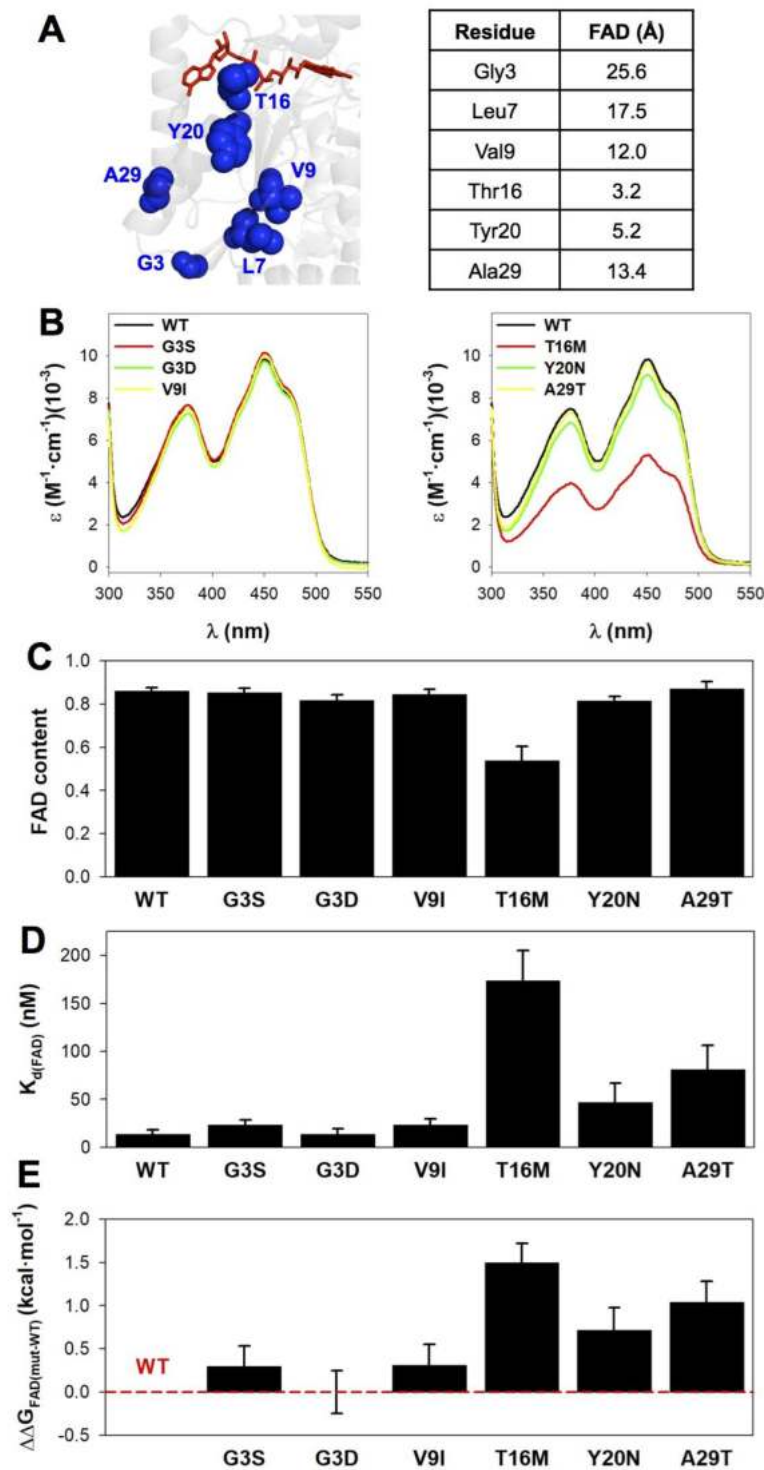 A
T16
Y20
A29
V9
G3
L7
Residue FAD (Å)
Gly3 25.6
Leu7 17.5
Val9 12.0
Thr16 3.2
Tyr20 5.2
Ala29 13.4
B
WT
G3S
G3D
V9I
10
8
6
4
2
0
ε (M⁻¹·cm⁻¹)(10⁻³)
300 350 400 450 500 550
λ (nm)
WT
T16M
Y20N
A29T
10
8
6
4
2
0
ε (M⁻¹·cm⁻¹)(10⁻³)
300 350 400 450 500 550
λ (nm)
C
1.0
0.8
0.6
0.4
0.2
0.0
FAD content
WT G3S G3D V9I T16M Y20N A29T
D
200
150
100
50
0
Kd(FAD) (nM)
WT G3S G3D V9I T16M Y20N A29T
E
2.0
1.5
1.0
0.5
0.0
-0.5
ΔΔG FAD(mut-WT) (kcal·mol⁻¹)
WT
G3S G3D V9I T16M Y20N A29T